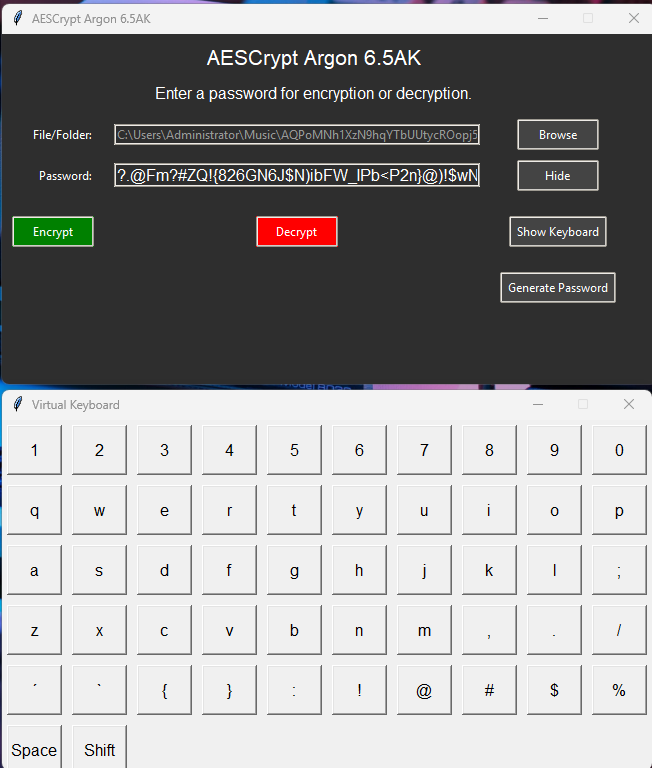 AESCrypt Argon 6.5AK
AESCrypt Argon 6.5AK
Enter a password for encryption or decryption.
File/Folder: C:\Users\Administrator\Music\AQPoMNh1XzN9hqYTbUUtycROopj5 Browse
Password: ?.@Fm?#ZQ!{826GN6J$N)ibFW_IPb<P2n}@)!$wN Hide
Encrypt Decrypt Show Keyboard
Generate Password
Virtual Keyboard
1 2 3 4 5 6 7 8 9 0
q w e r t y u i o p
a s d f g h j k l ;
z x c v b n m , . /
´ ` { } : ! @ # $ %
Space Shift